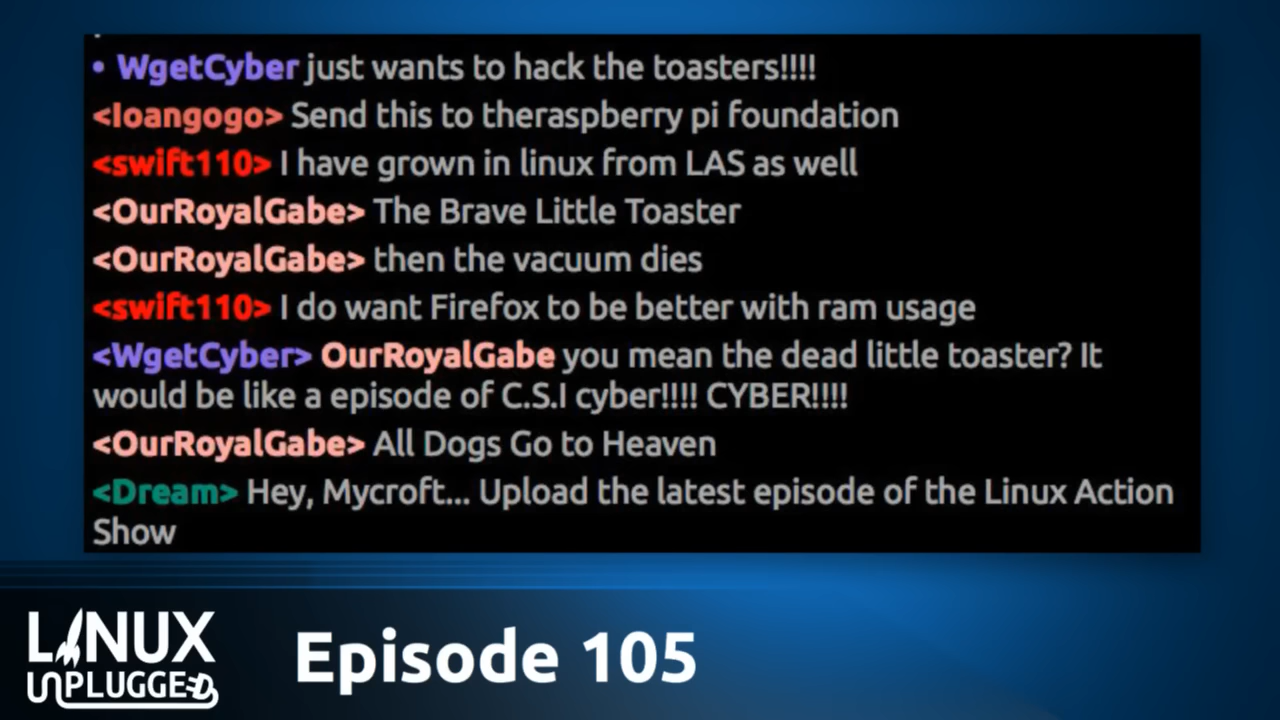 • WgetCyber just wants to hack the toasters!!!!
<Ioangogo> Send this to theraspberry pi foundation
<swift110> I have grown in linux from LAS as well
<OurRoyalGabe> The Brave Little Toaster
<OurRoyalGabe> then the vacuum dies
<swift110> I do want Firefox to be better with ram usage
<WgetCyber> OurRoyalGabe you mean the dead little toaster? It
would be like a episode of C.S.I cyber!!!! CYBER!!!!
<OurRoyalGabe> All Dogs Go to Heaven
<Dream> Hey, Mycroft... Upload the latest episode of the Linux Action
Show
LINUX
UNPLUGGED
Episode 105